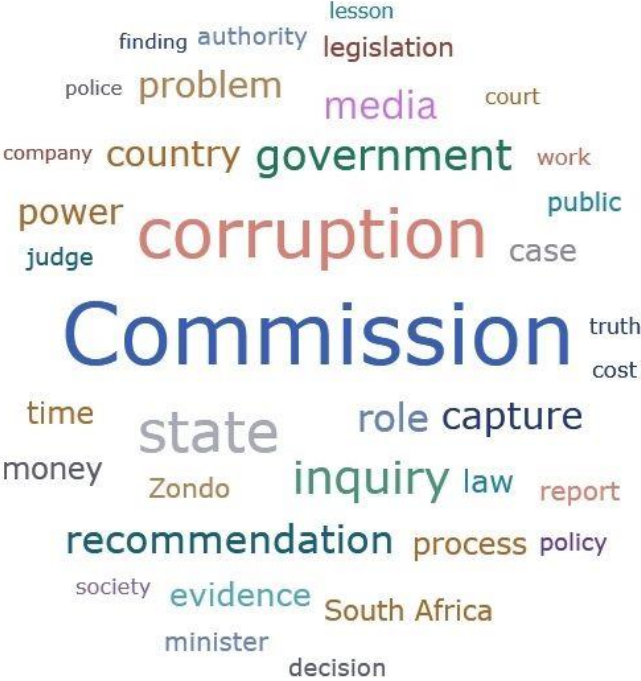 lesson
finding authority legislation
police problem media court
company country government work
power corruption public
judge case
Commission truth
cost
time state role capture
money Zondo inquiry law report
recommendation process policy
society evidence South Africa
minister
decision